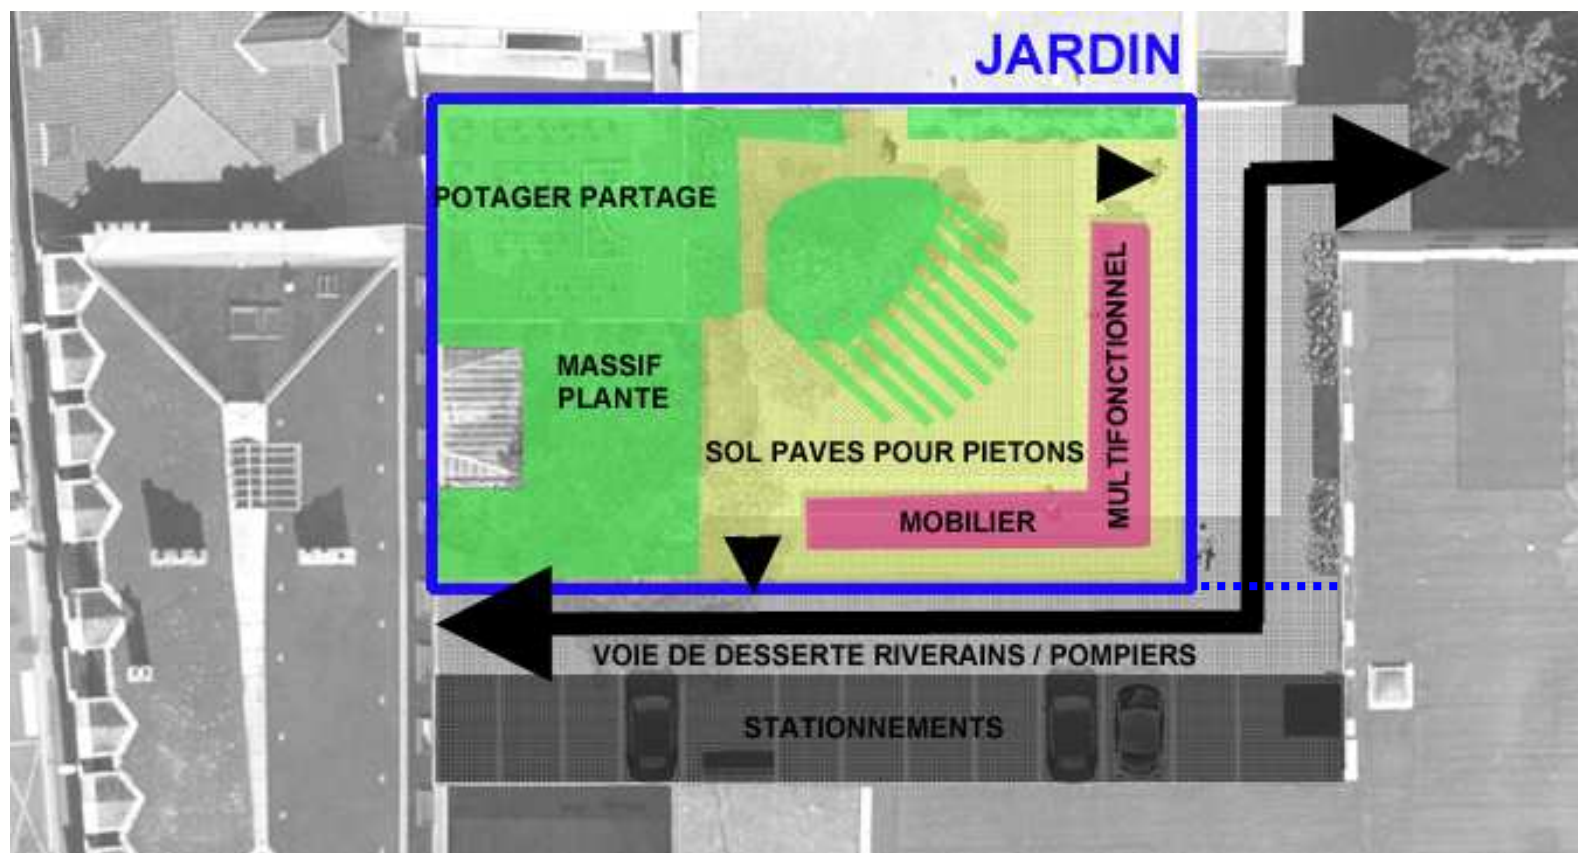 JARDIN
POTAGER PARTAGE
MASSIF
PLANTE
SOL PAVES POUR PIETONS
MULTIFONCTIONNEL
MOBILIER
VOIE DE DESSERTE RIVERAINS / POMPIERS
STATIONNEMENTS